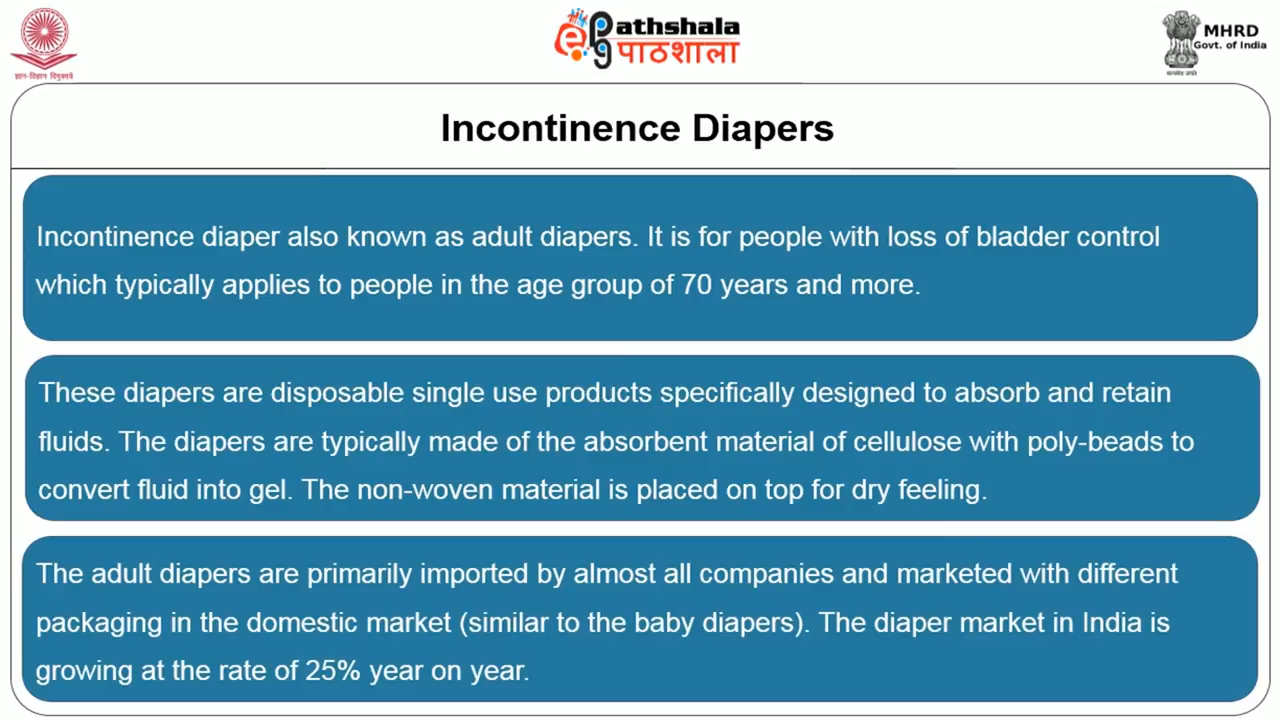 ज्ञान-विज्ञान विमुक्तये
ePathshala
पाठशाला
MHRD
Govt. of India
सत्यमेव जयते
Incontinence Diapers
Incontinence diaper also known as adult diapers. It is for people with loss of bladder control
which typically applies to people in the age group of 70 years and more.
These diapers are disposable single use products specifically designed to absorb and retain
fluids. The diapers are typically made of the absorbent material of cellulose with poly-beads to
convert fluid into gel. The non-woven material is placed on top for dry feeling.
The adult diapers are primarily imported by almost all companies and marketed with different
packaging in the domestic market (similar to the baby diapers). The diaper market in India is
growing at the rate of 25% year on year.